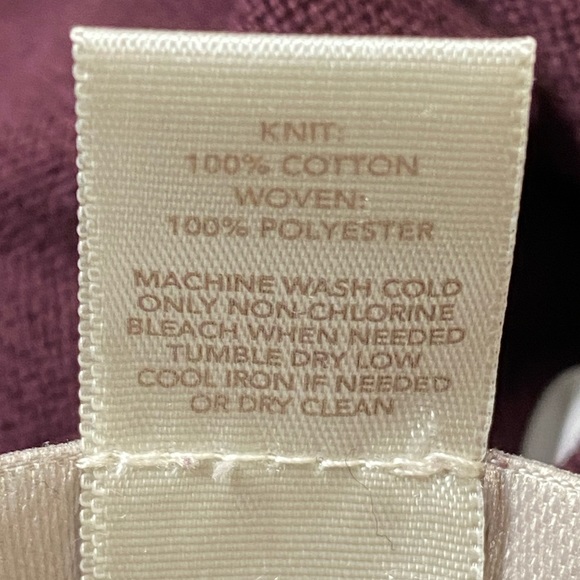 KNIT:
100% COTTON
WOVEN:
100% POLYESTER
MACHINE WASH COLD
ONLY NON-CHLORINE
BLEACH WHEN NEEDED
TUMBLE DRY LOW
COOL IRON IF NEEDED
OR DRY CLEAN